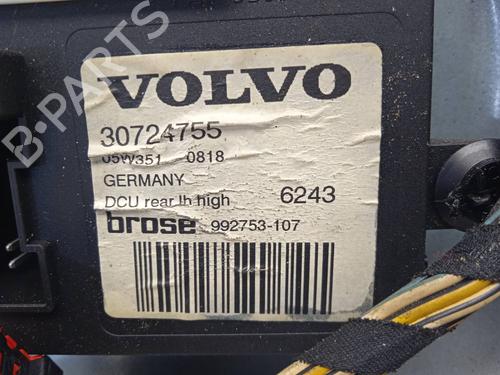 B-PARTS
VOLVO
30724755
05W351 0818
GERMANY
DCU rear lh high 6243
brose 992753-107